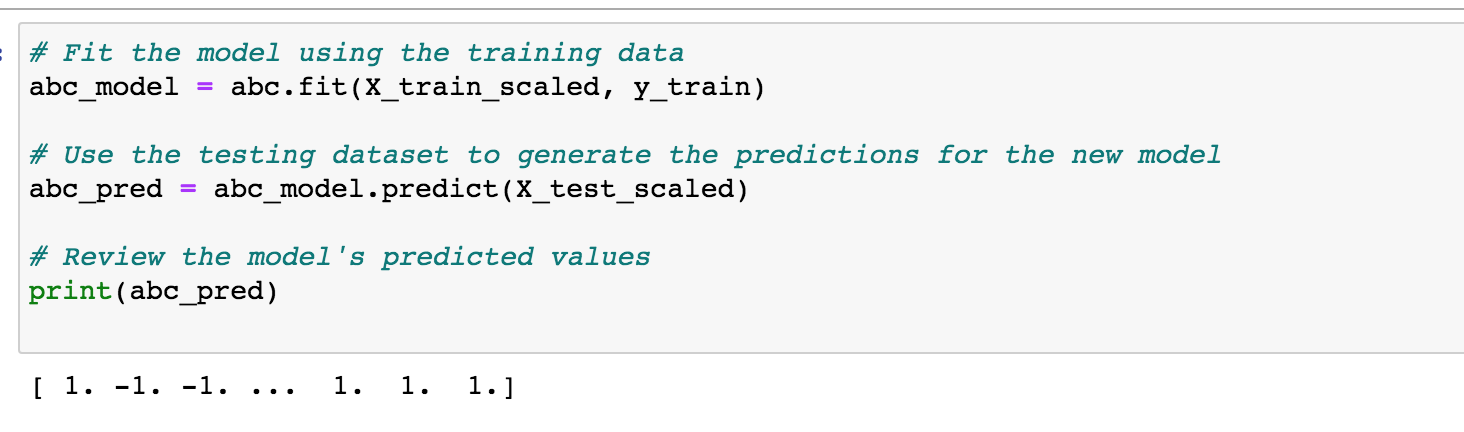 # Fit the model using the training data
abc_model = abc.fit(X_train_scaled, y_train)
# Use the testing dataset to generate the predictions for the new model
abc_pred = abc_model.predict(X_test_scaled)
# Review the model's predicted values
print(abc_pred)
[ 1. -1. -1. ...  1.  1.  1.]